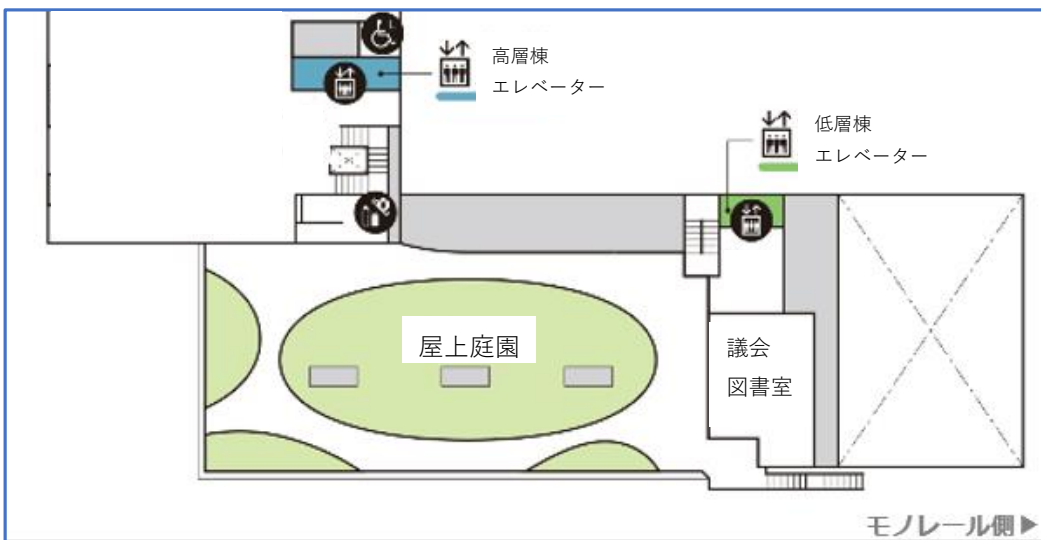 高層棟
エレベーター
低層棟
エレベーター
屋上庭園
議会
図書室
モノレール側▶